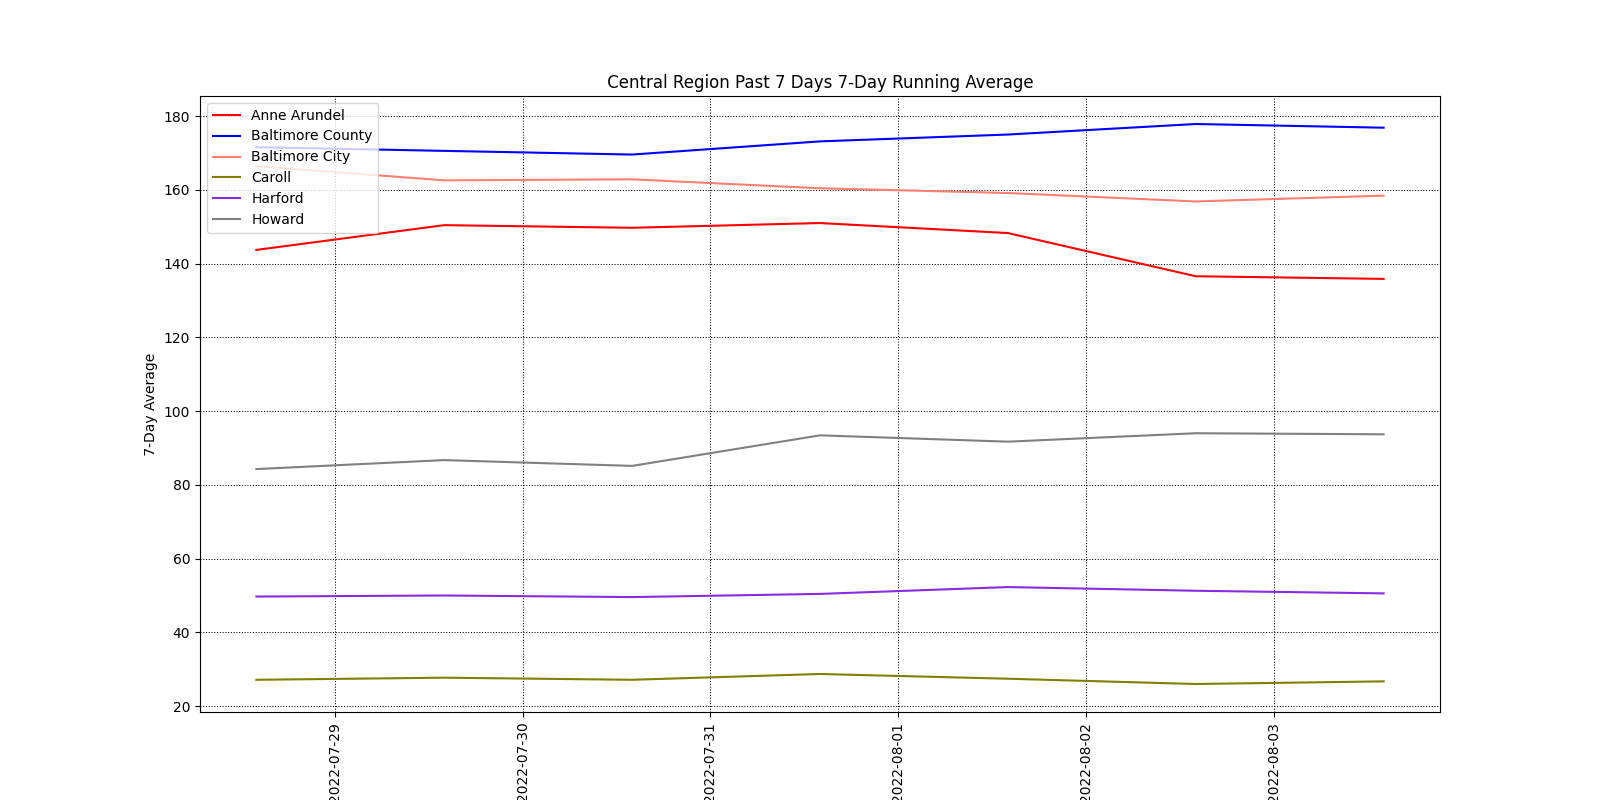 Central Region Past 7 Days 7-Day Running Average
Anne Arundel
Baltimore County
Baltimore City
Caroll
Harford
Howard
180
160
140
120
100
80
60
40
20
7-Day Average
2022-07-29
2022-07-30
2022-07-31
2022-08-01
2022-08-02
2022-08-03